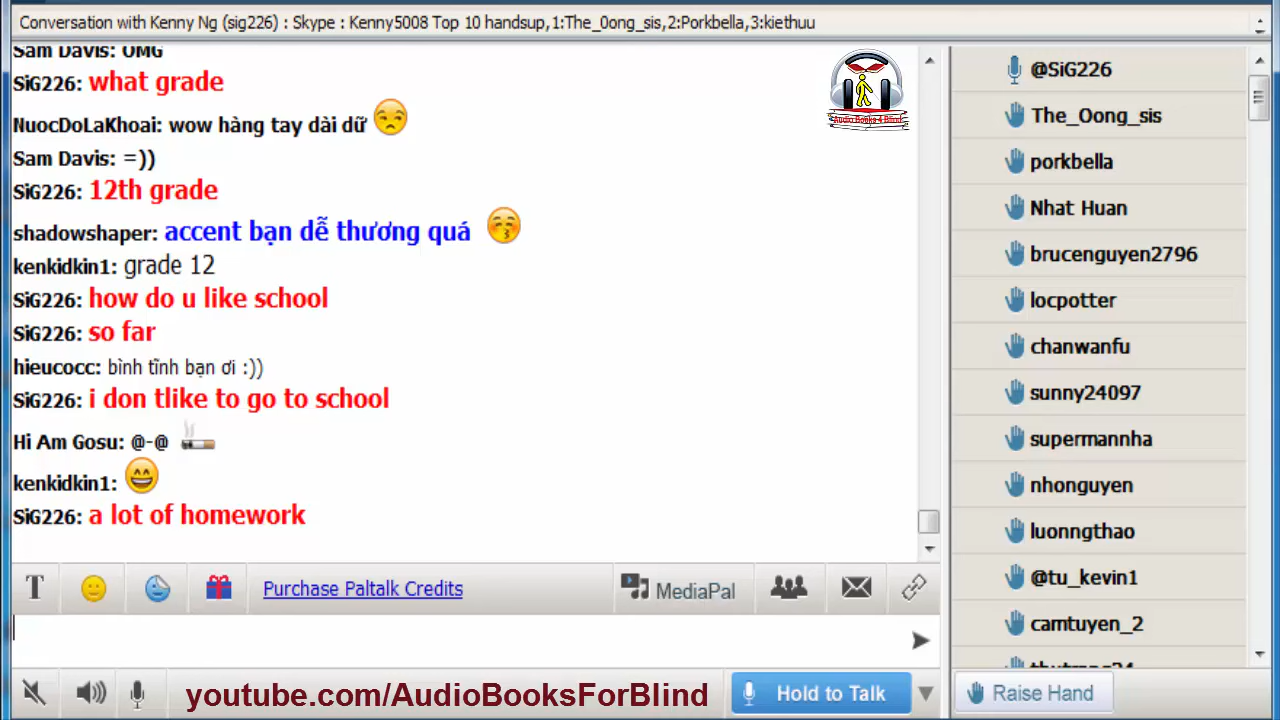 Conversation with Kenny Ng (sig226) : Skype : Kenny5008 Top 10 handsup,1:The_0ong_sis,2:Porkbella,3:kiethuu
Sam Davis: OMG
SiG226: what grade
NuocDoLaKhoai: wow hàng tay dài dữ
Sam Davis: =))
SiG226: 12th grade
shadowshaper: accent bạn dễ thương quá
kenkidkin1: grade 12
SiG226: how do u like school
SiG226: so far
hieucocc: bình tĩnh bạn ơi :))
SiG226: i don tlike to go to school
Hi Am Gosu: @-@
kenkidkin1:
SiG226: a lot of homework
Audio Books 4 Blind
T
Purchase Paltalk Credits
MediaPal
youtube.com/AudioBooksForBlind
Hold to Talk
@SiG226
The_Oong_sis
porkbella
Nhat Huan
brucenguyen2796
locpotter
chanwanfu
sunny24097
supermannha
nhonguyen
luonngthao
@tu_kevin1
camtuyen_2
Raise Hand